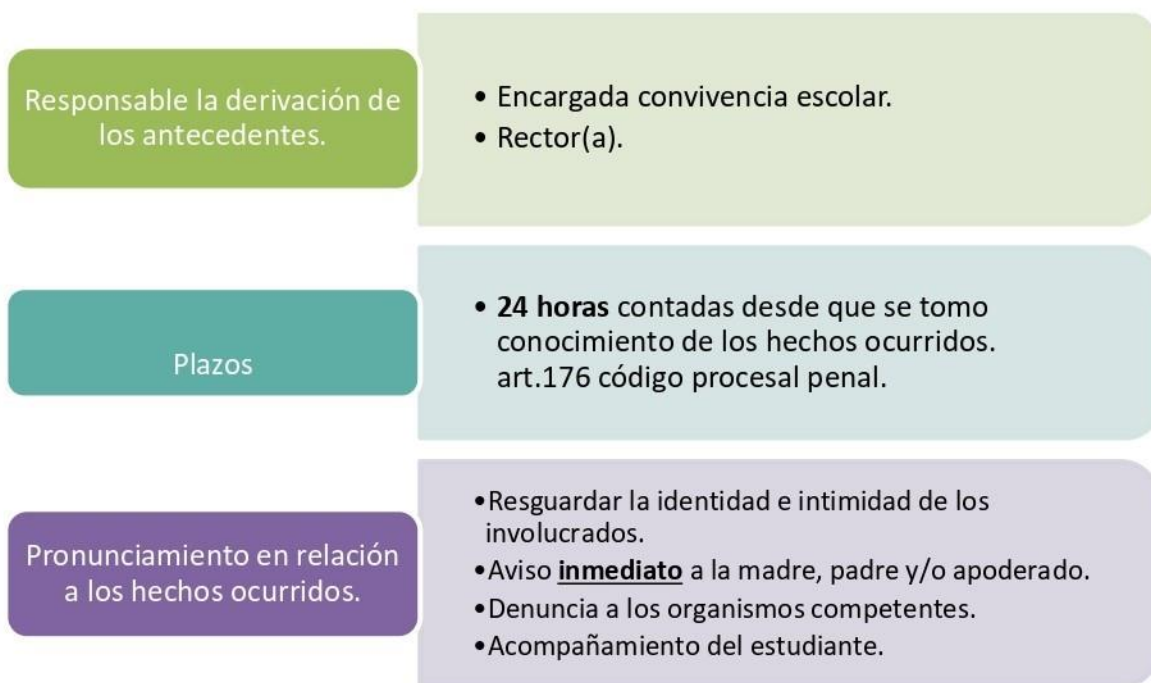 Responsable la derivación de
los antecedentes.
• Encargada convivencia escolar.
• Rector(a).
Plazos
• 24 horas contadas desde que se tomo
conocimiento de los hechos ocurridos.
art.176 código procesal penal.
Pronunciamiento en relación
a los hechos ocurridos.
•Resguardar la identidad e intimidad de los
involucrados.
•Aviso inmediato a la madre, padre y/o apoderado.
•Denuncia a los organismos competentes.
•Acompañamiento del estudiante.